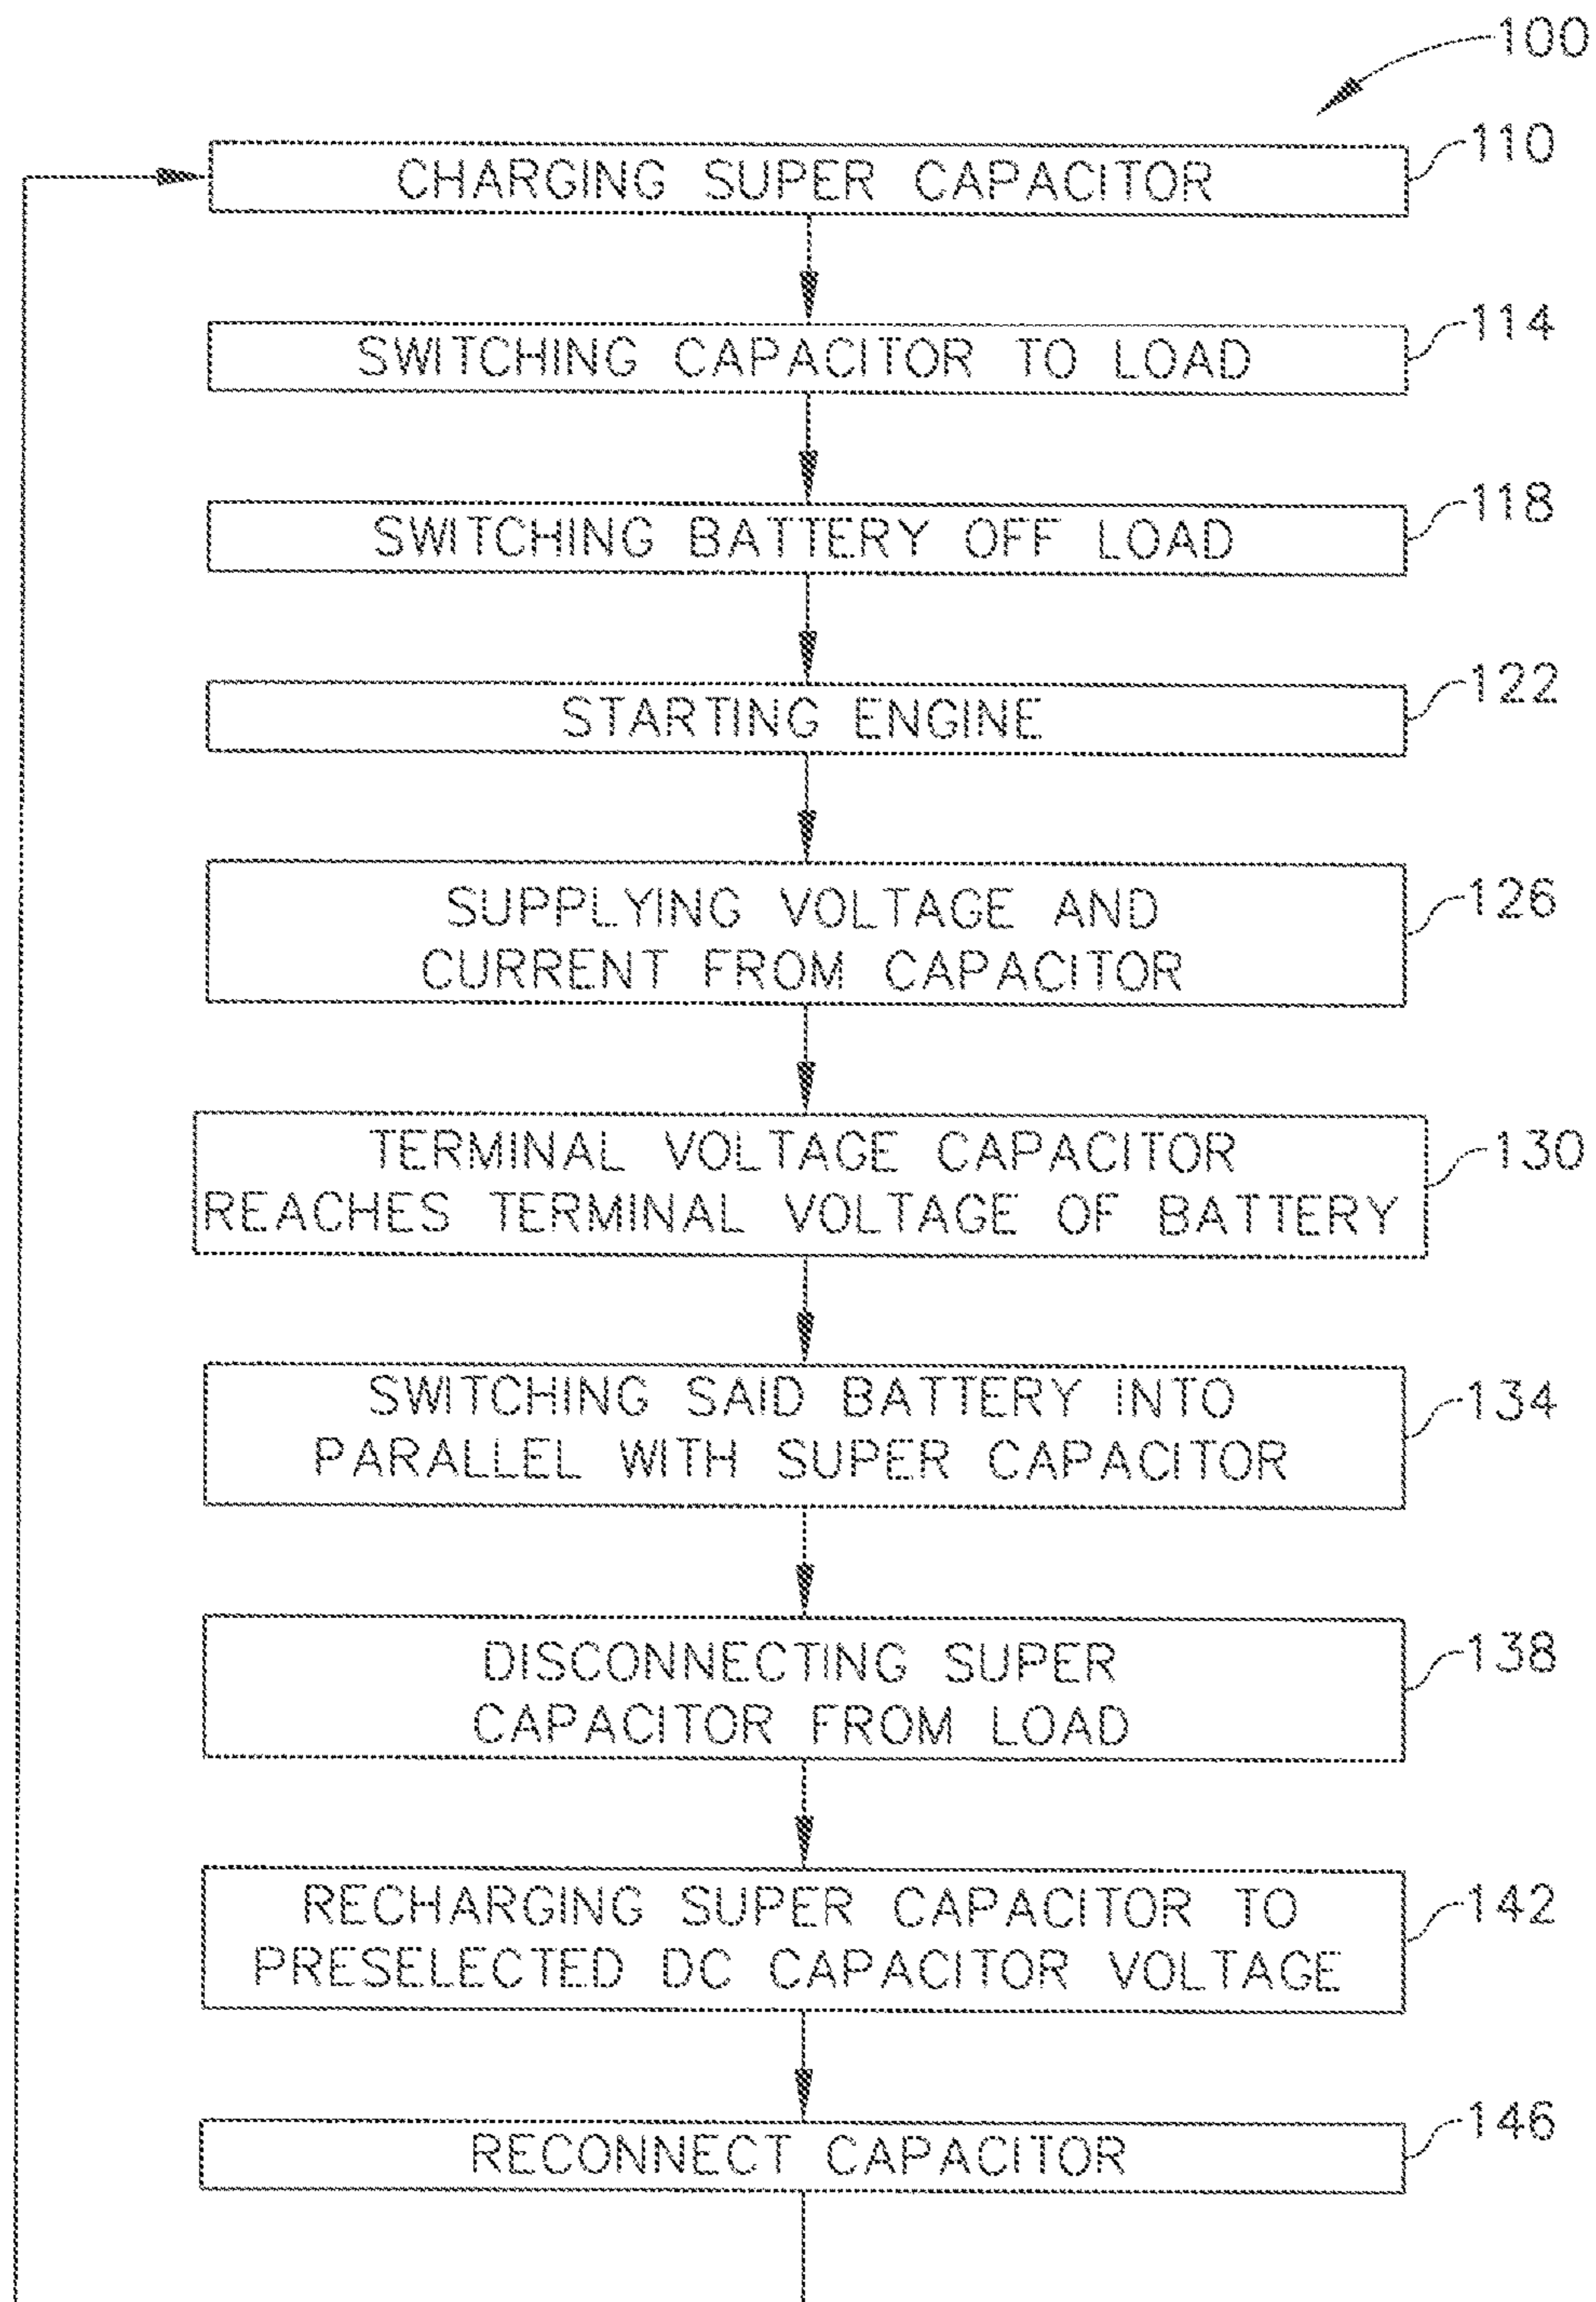 100
CHARGING SUPER CAPACITOR
110
SWITCHING CAPACITOR TO LOAD
114
SWITCHING BATTERY OFF LOAD
118
STARTING ENGINE
122
SUPPLYING VOLTAGE AND
CURRENT FROM CAPACITOR
126
TERMINAL VOLTAGE CAPACITOR
REACHES TERMINAL VOLTAGE OF BATTERY
130
SWITCHING SAID BATTERY INTO
PARALLEL WITH SUPER CAPACITOR
134
DISCONNECTING SUPER
CAPACITOR FROM LOAD
138
RECHARGING SUPER CAPACITOR TO
PRESELECTED DC CAPACITOR VOLTAGE
142
RECONNECT CAPACITOR
146